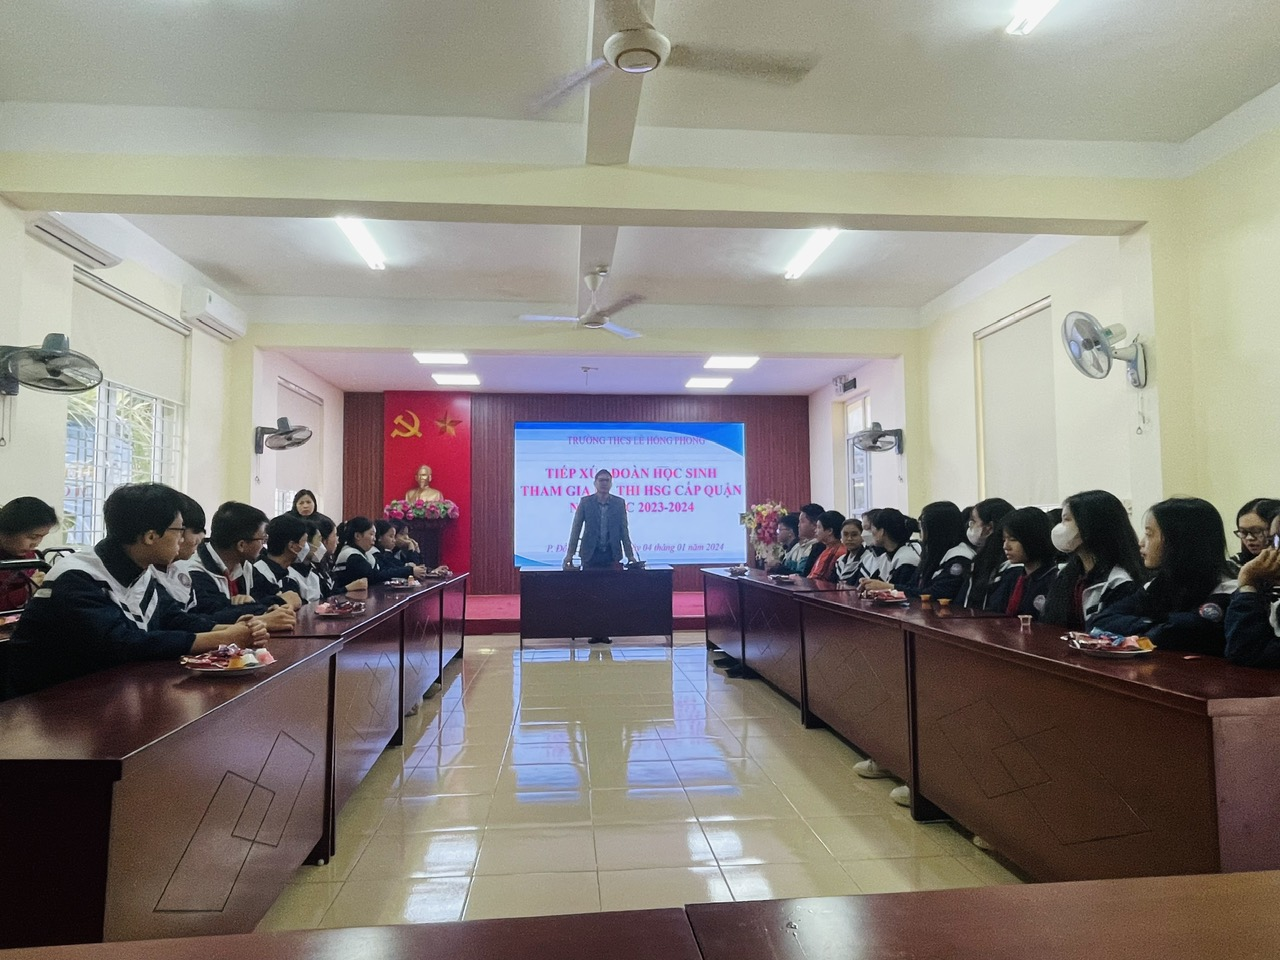 TRƯỜNG THCS LÊ HỒNG PHONG
TIẾP XÚC ĐOÀN HỌC SINH
THAM GIA THI HSG CẤP QUẬN
2023-2024
04 tháng 01 năm 2024